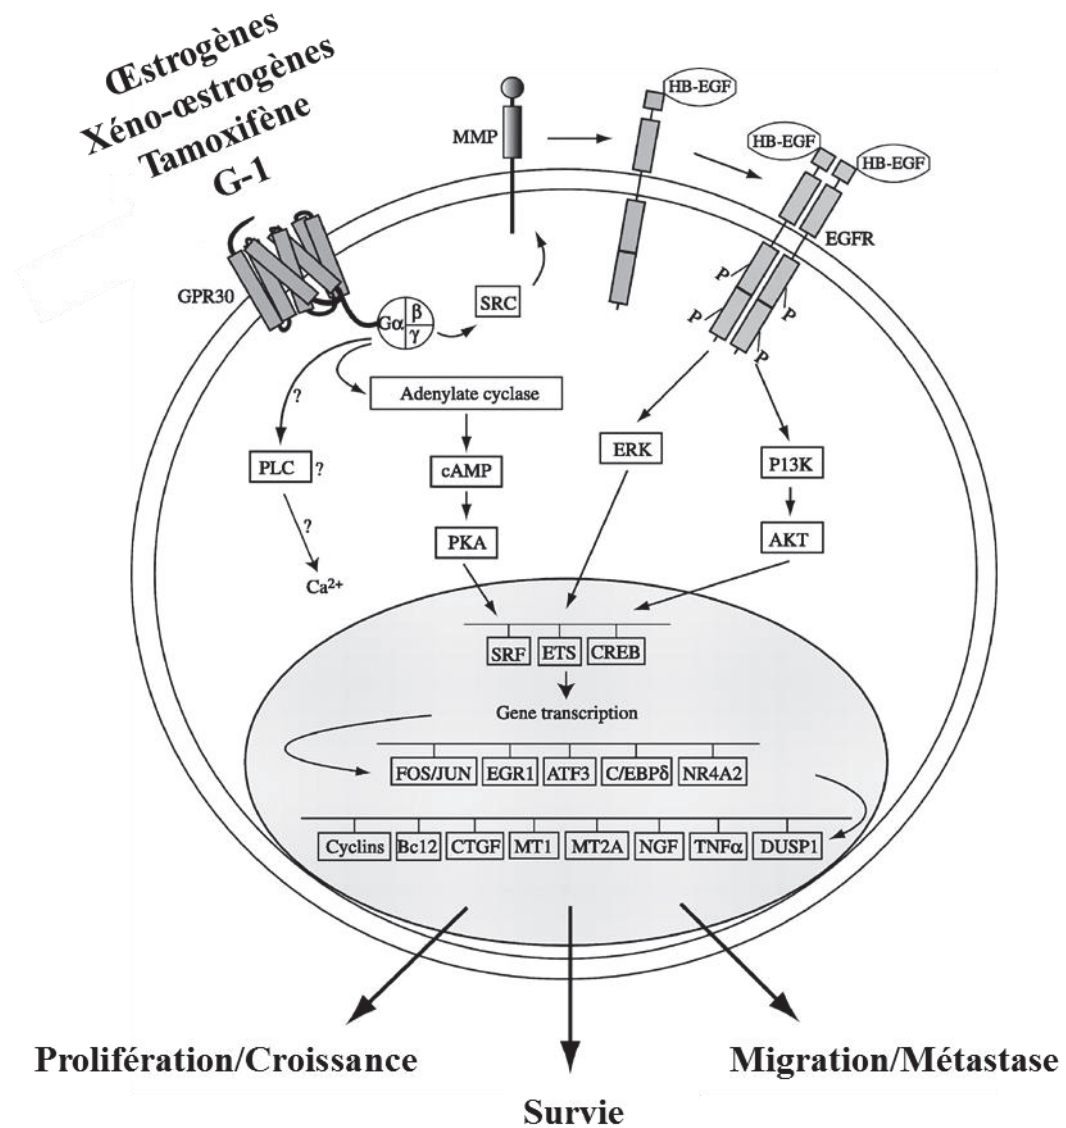 Œstrogènes
Xéno-œstrogènes
Tamoxifène
G-1
MMP
HB-EGF
HB-EGF
HB-EGF
EGFR
GPR30
Gα
β
γ
SRC
P
P
P
P
?
Adenylate cyclase
PLC
?
cAMP
ERK
P13K
?
PKA
AKT
Ca²⁺
SRF ETS CREB
Gene transcription
FOS/JUN EGR1 ATF3 C/EBPδ NR4A2
Cyclins Bc12 CTGF MT1 MT2A NGF TNFα DUSP1
Prolifération/Croissance
Migration/Métastase
Survie